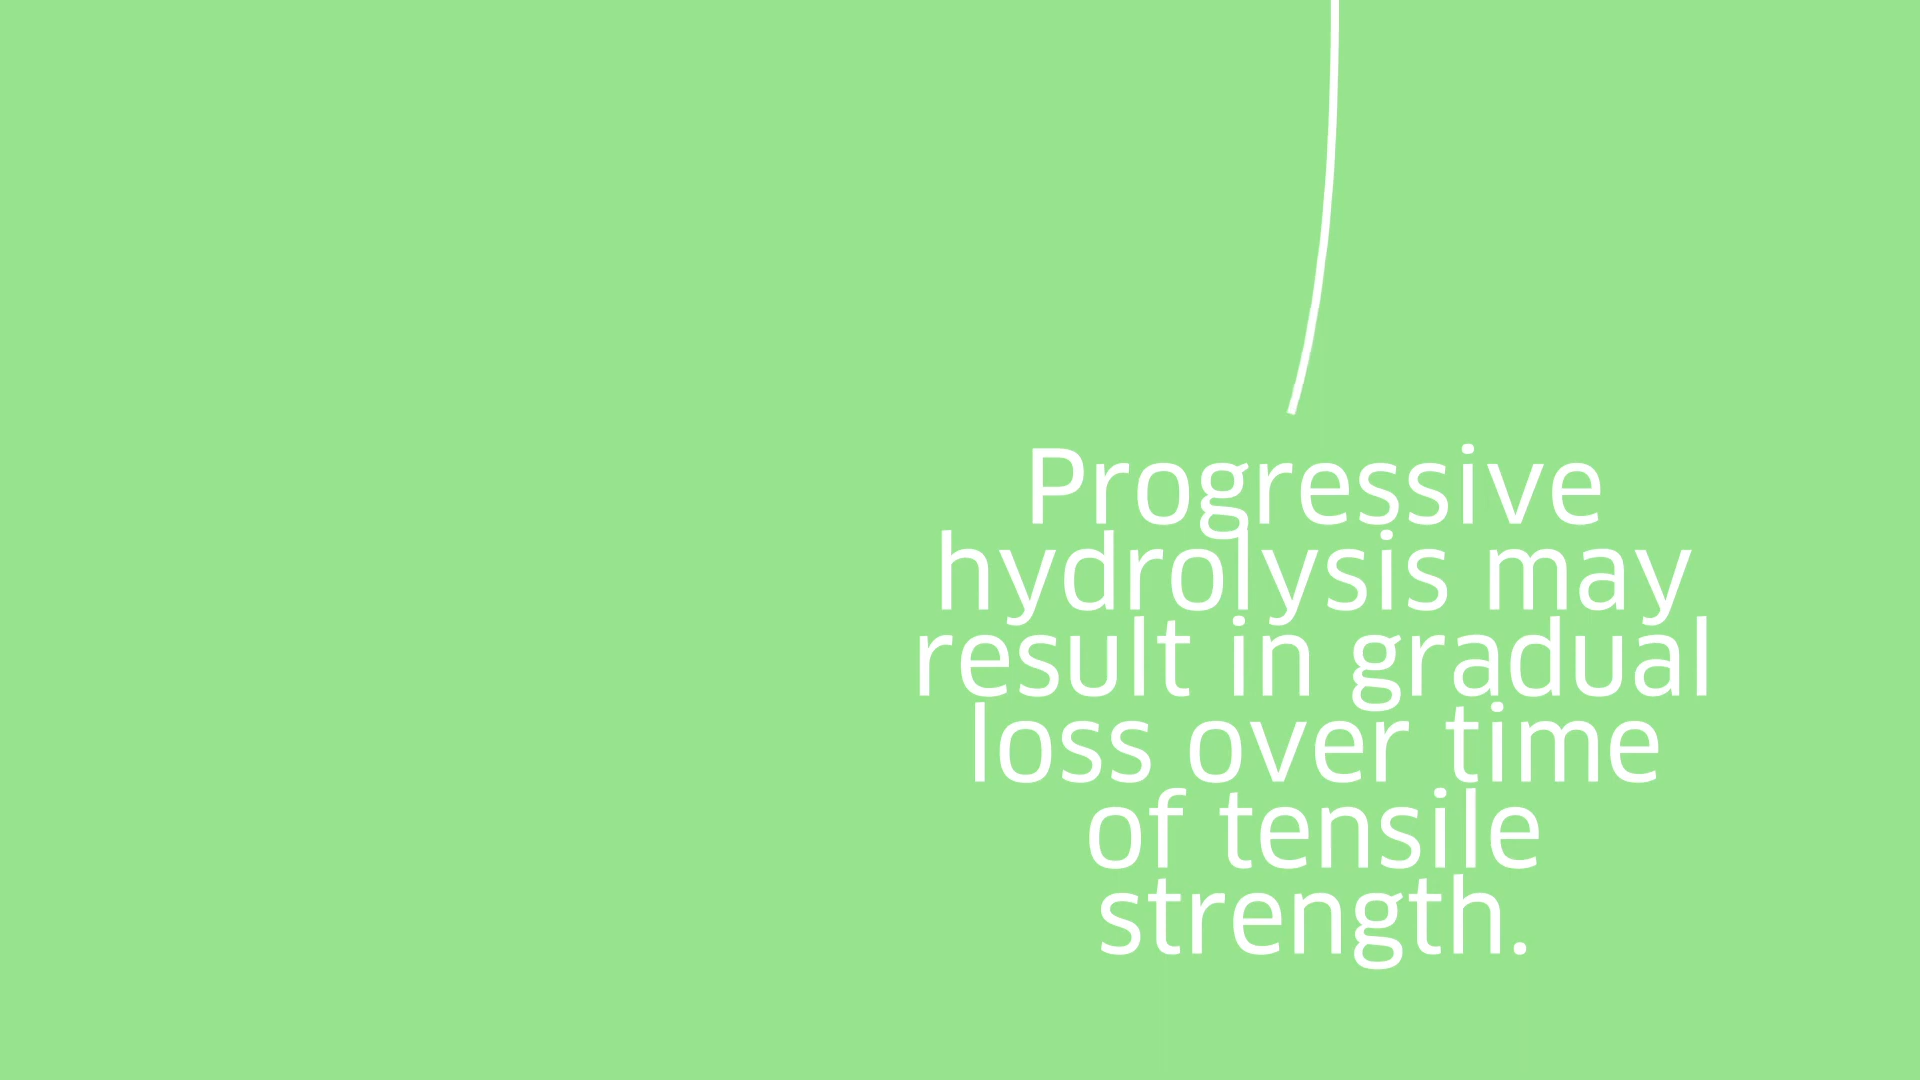 Progressive
hydrolysis may
result in gradual
loss over time
of tensile
strength.